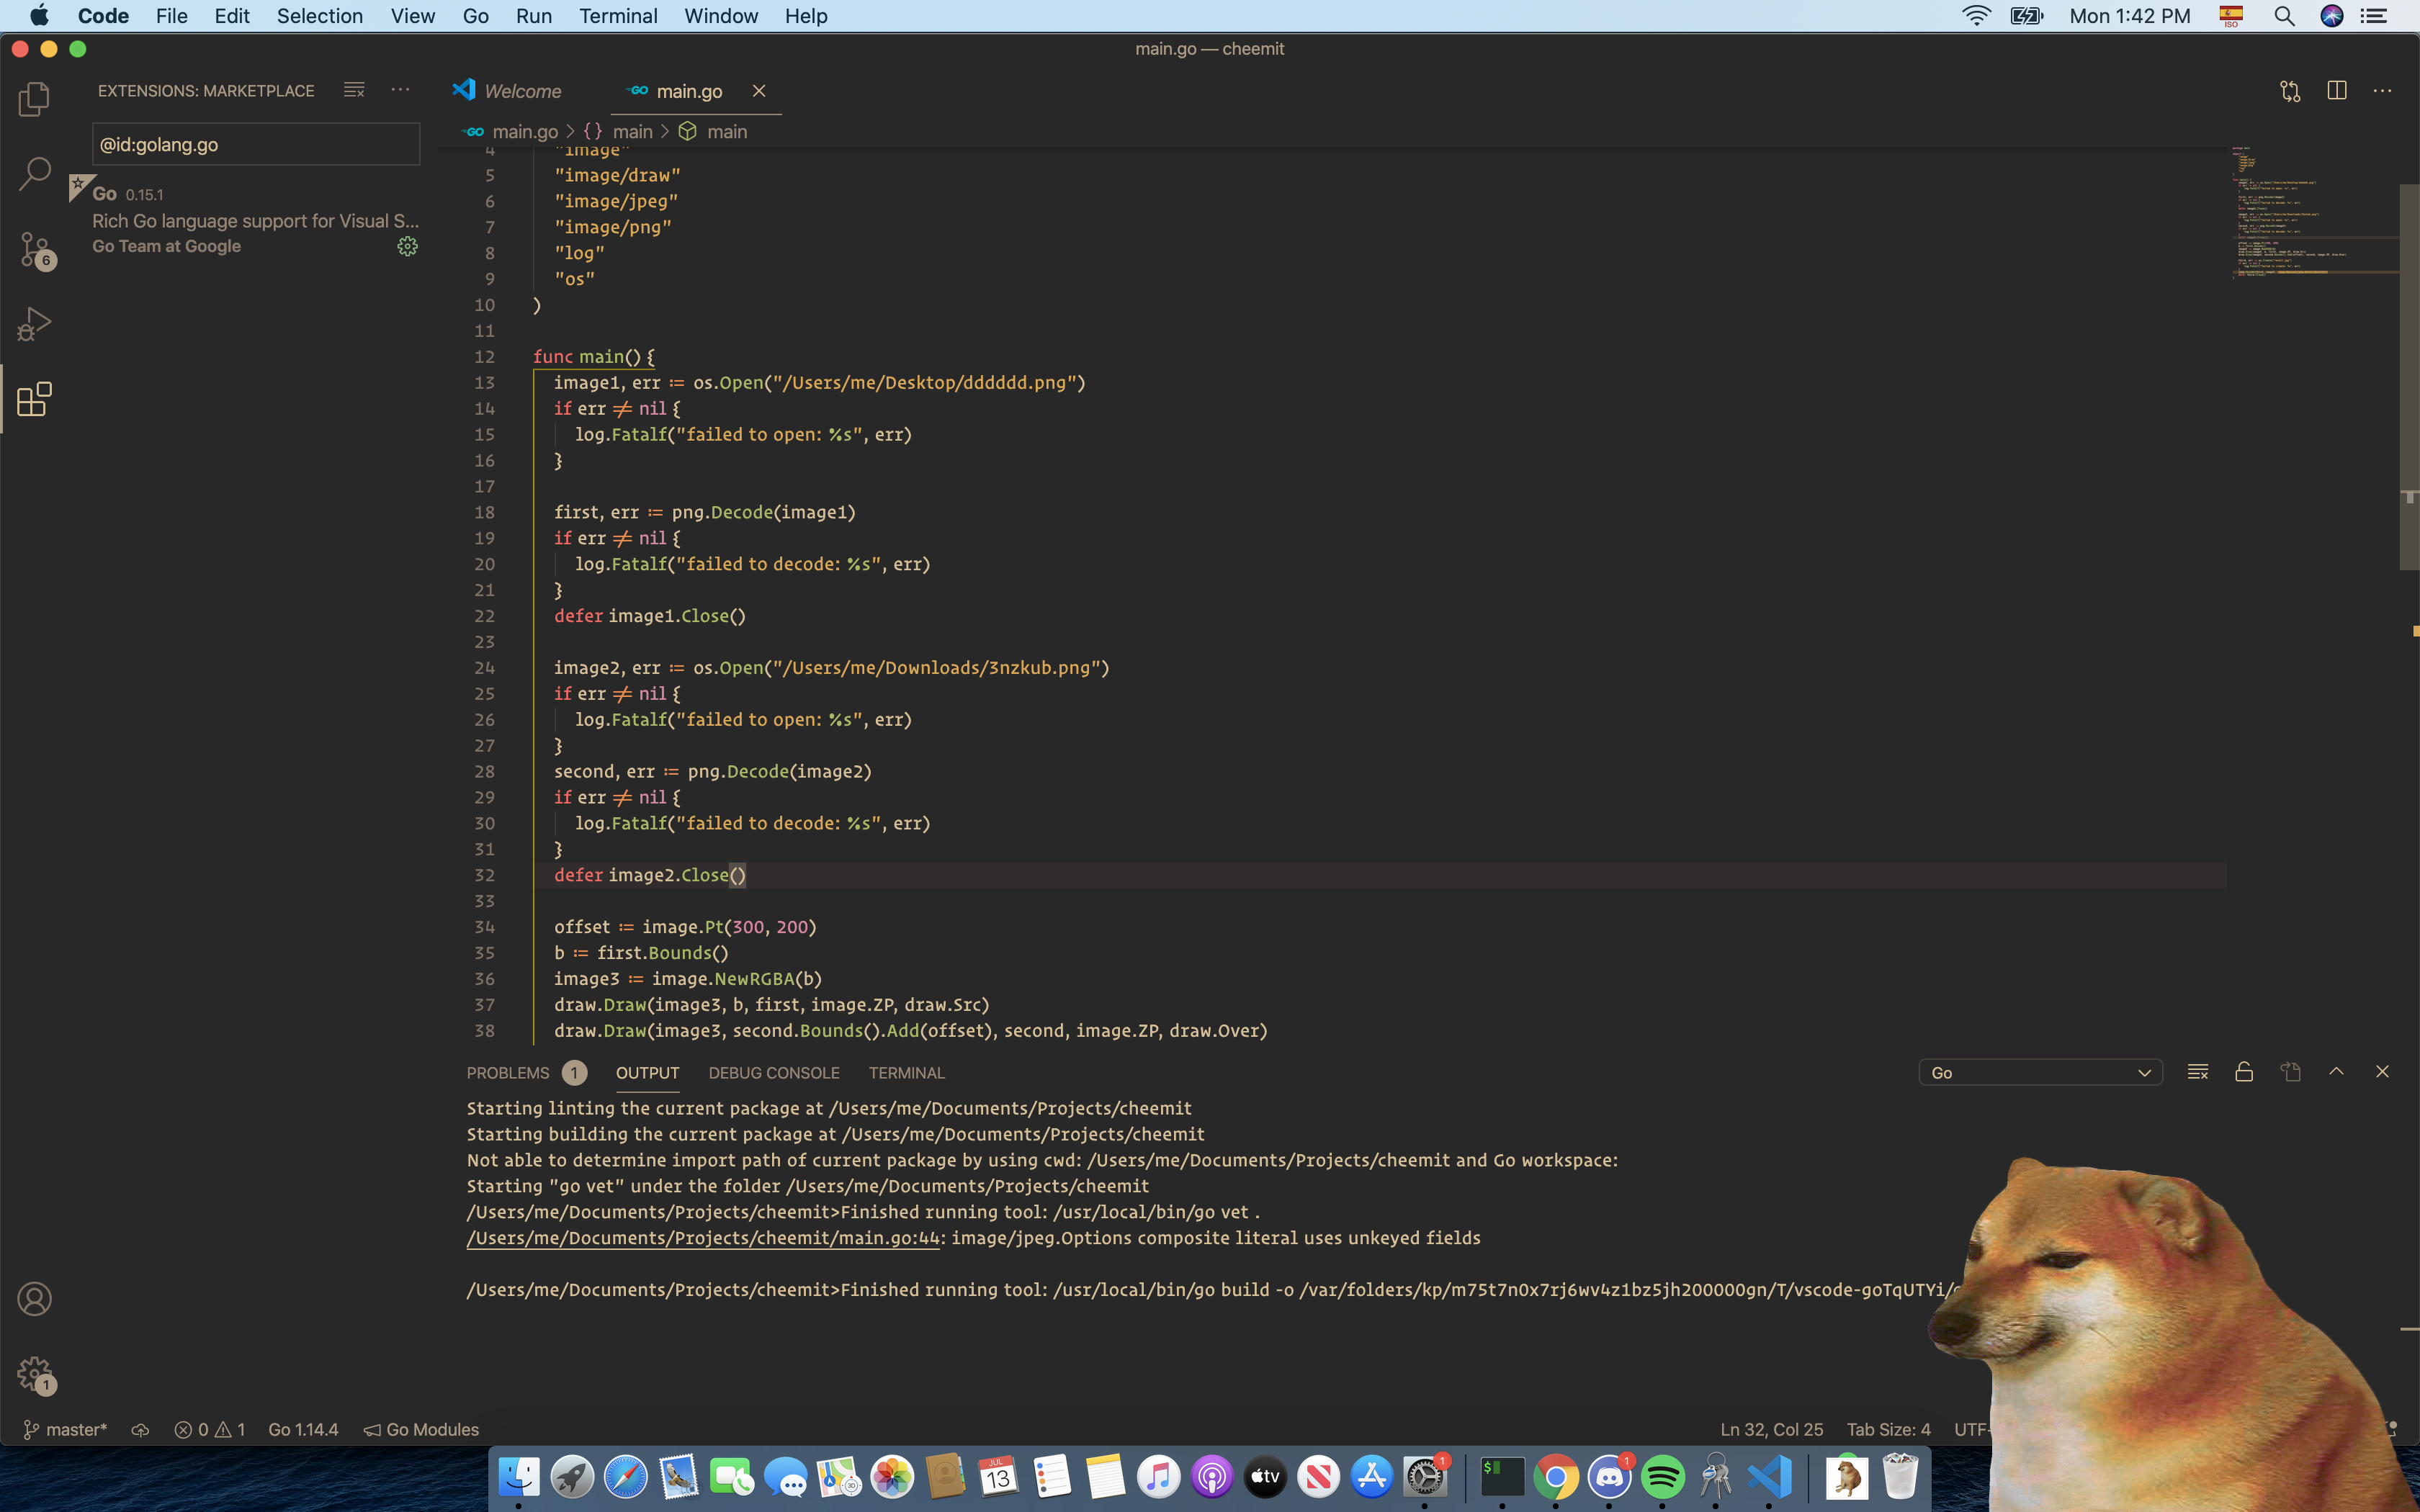 Code File Edit Selection View Go Run Terminal Window Help Mon 1:42 PM ISO
main.go — cheemit
EXTENSIONS: MARKETPLACE
@id:golang.go
Go 0.15.1
Rich Go language support for Visual S...
Go Team at Google
6
1
Welcome main.go
main.go > {} main > main
4 "image"
5 "image/draw"
6 "image/jpeg"
7 "image/png"
8 "log"
9 "os"
10 )
11
12 func main() {
13 image1, err := os.Open("/Users/me/Desktop/dddddd.png")
14 if err ≠ nil {
15 log.Fatalf("failed to open: %s", err)
16 }
17
18 first, err := png.Decode(image1)
19 if err ≠ nil {
20 log.Fatalf("failed to decode: %s", err)
21 }
22 defer image1.Close()
23
24 image2, err := os.Open("/Users/me/Downloads/3nzkub.png")
25 if err ≠ nil {
26 log.Fatalf("failed to open: %s", err)
27 }
28 second, err := png.Decode(image2)
29 if err ≠ nil {
30 log.Fatalf("failed to decode: %s", err)
31 }
32 defer image2.Close()
33
34 offset := image.Pt(300, 200)
35 b := first.Bounds()
36 image3 := image.NewRGBA(b)
37 draw.Draw(image3, b, first, image.ZP, draw.Src)
38 draw.Draw(image3, second.Bounds().Add(offset), second, image.ZP, draw.Over)
PROBLEMS 1 OUTPUT DEBUG CONSOLE TERMINAL Go
Starting linting the current package at /Users/me/Documents/Projects/cheemit
Starting building the current package at /Users/me/Documents/Projects/cheemit
Not able to determine import path of current package by using cwd: /Users/me/Documents/Projects/cheemit and Go workspace:
Starting "go vet" under the folder /Users/me/Documents/Projects/cheemit
/Users/me/Documents/Projects/cheemit>Finished running tool: /usr/local/bin/go vet .
/Users/me/Documents/Projects/cheemit/main.go:44: image/jpeg.Options composite literal uses unkeyed fields
/Users/me/Documents/Projects/cheemit>Finished running tool: /usr/local/bin/go build -o /var/folders/kp/m75t7n0x7rj6wv4z1bz5jh200000gn/T/vscode-goTqUTYi/
master* 0 1 Go 1.14.4 Go Modules Ln 32, Col 25 Tab Size: 4 UTF-
JUL 13 tv 1 $ 1